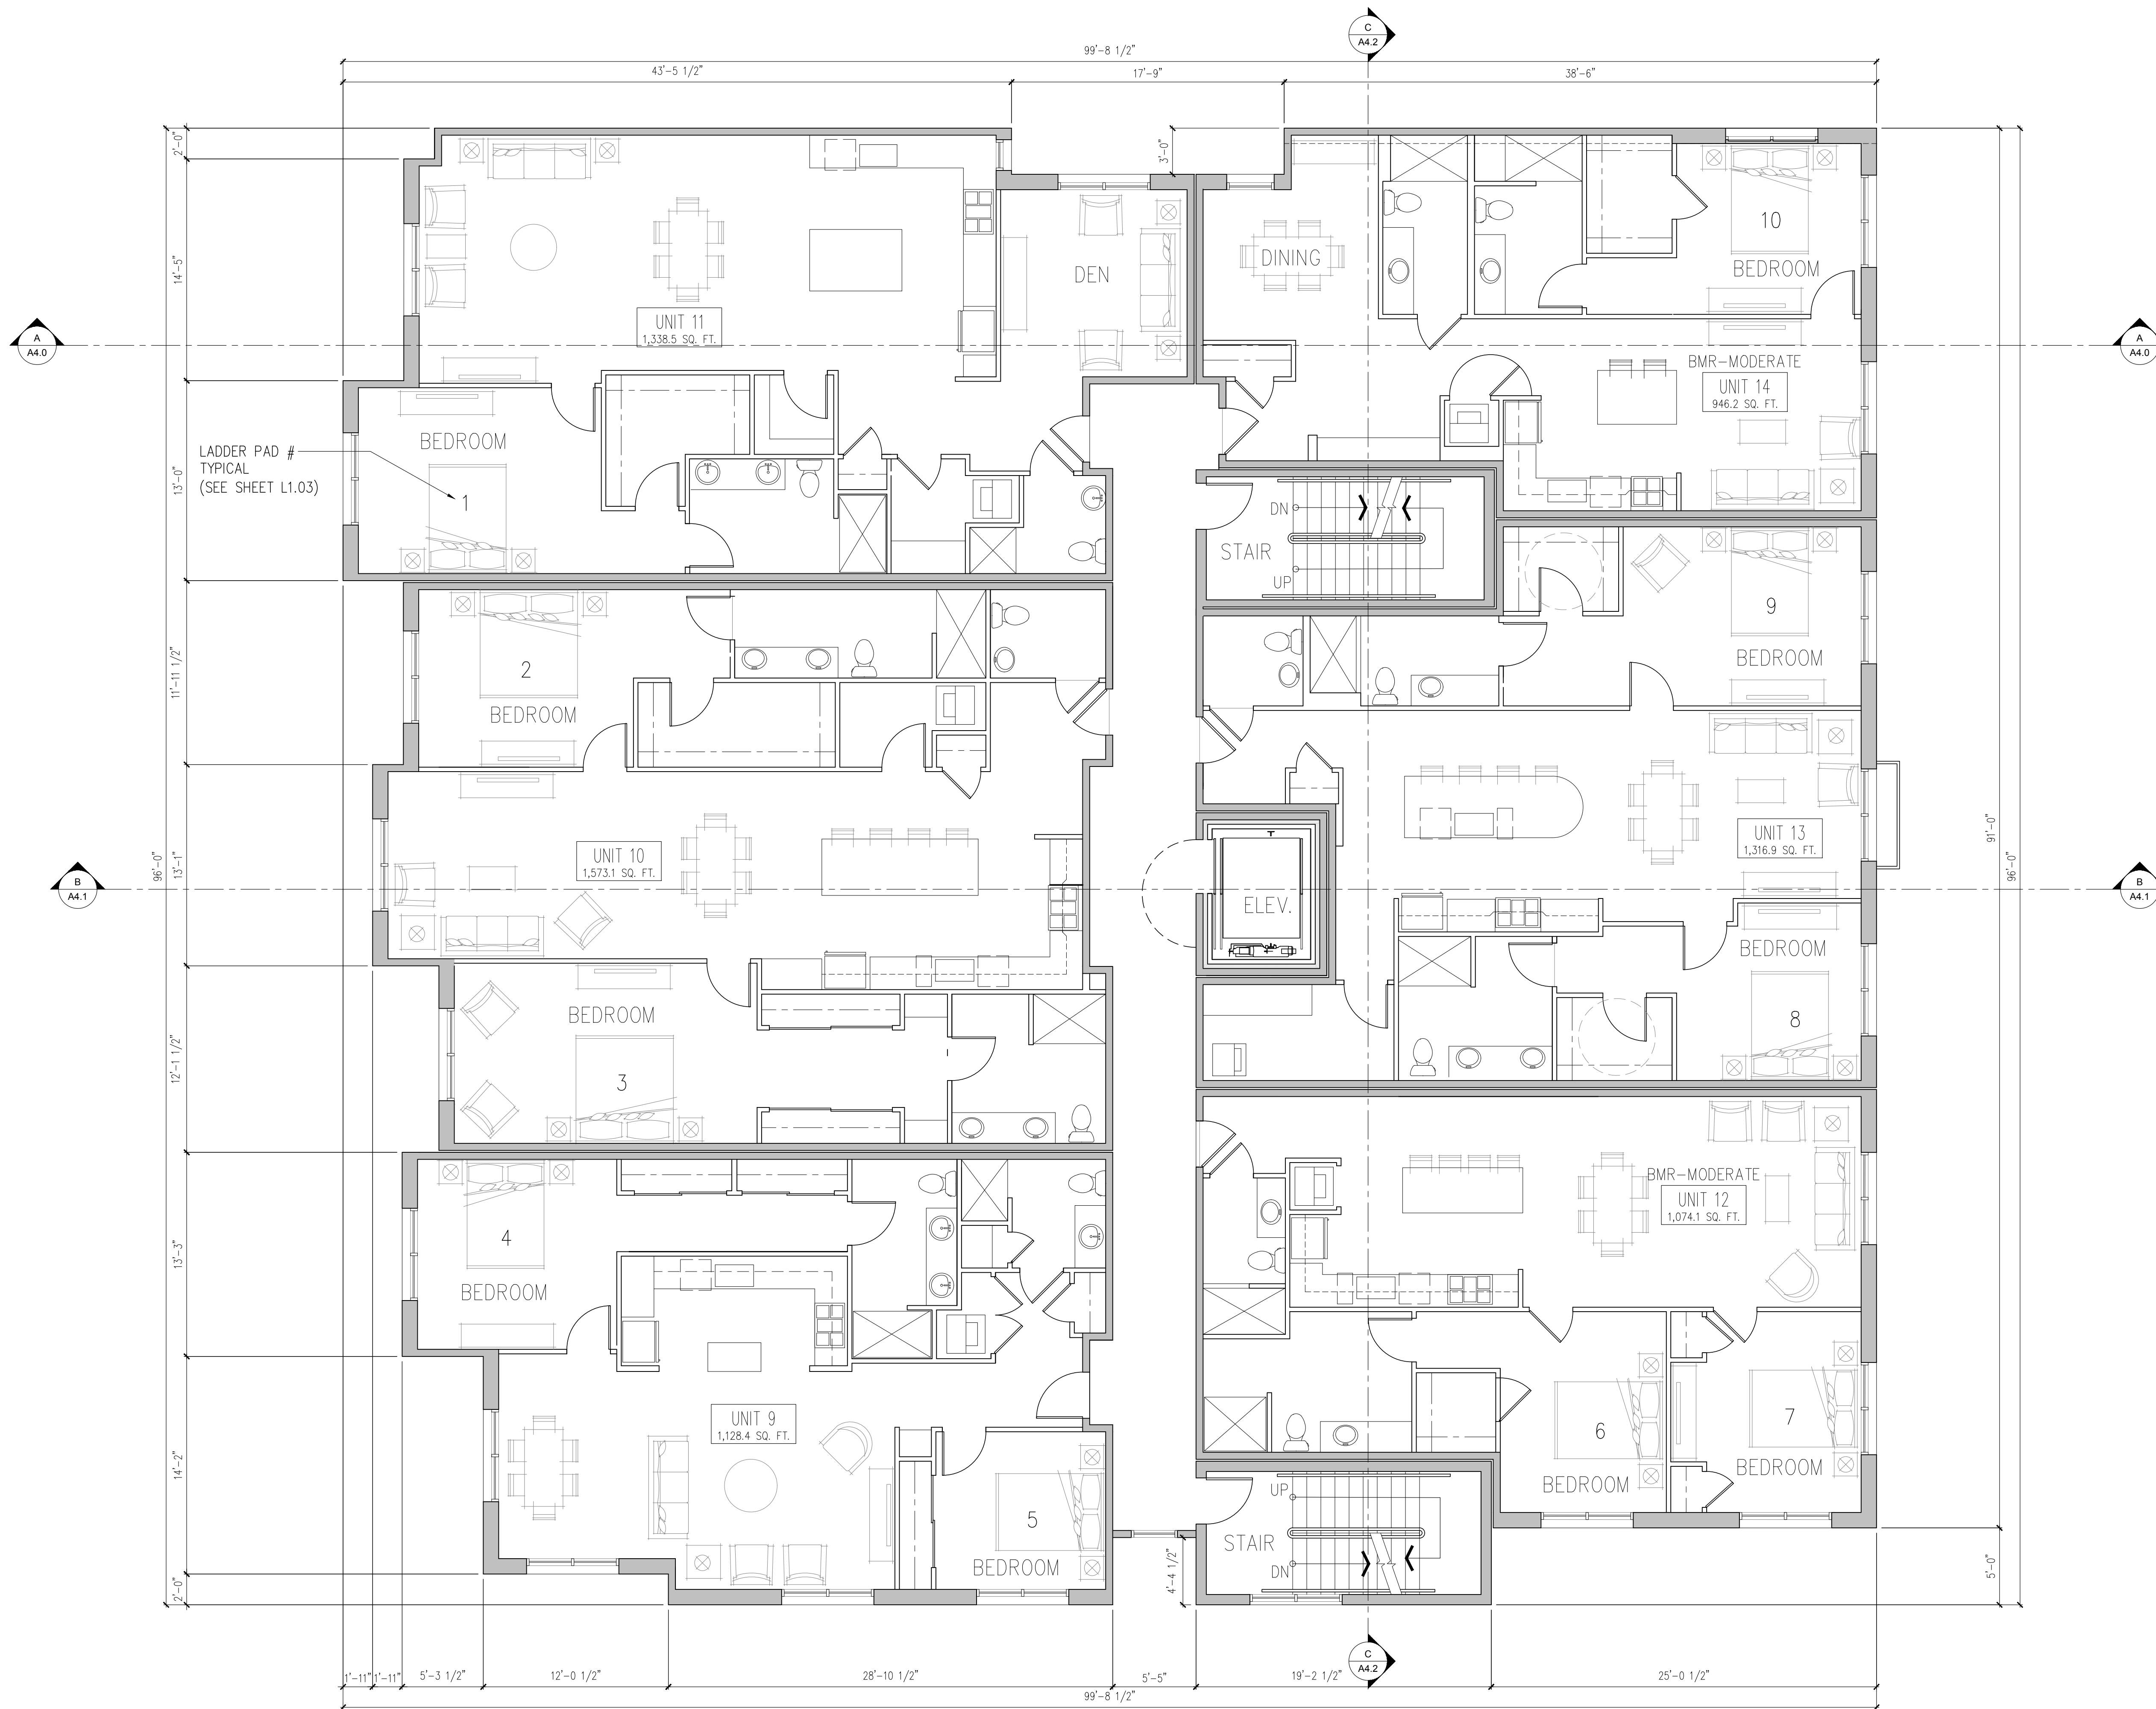 C
A4.2
99'-8 1/2"
43'-5 1/2"
17'-9"
38'-6"
2'-0"
3'-0"
10
DINING
DEN
BEDROOM
14'-5"
UNIT 11
1,338.5 SQ. FT.
A
A4.0
A
A4.0
BMR-MODERATE
UNIT 14
946.2 SQ. FT.
BEDROOM
LADDER PAD #
TYPICAL
(SEE SHEET L1.03)
13'-0"
1
DN
STAIR
UP
9
BEDROOM
2
BEDROOM
11'-11 1/2"
UNIT 13
1,316.9 SQ. FT.
91'-0"
96'-0"
UNIT 10
1,573.1 SQ. FT.
96'-0"
13'-1"
B
A4.1
B
A4.1
ELEV.
BEDROOM
8
BEDROOM
3
12'-1 1/2"
BMR-MODERATE
UNIT 12
1,074.1 SQ. FT.
4
BEDROOM
13'-3"
UNIT 9
1,128.4 SQ. FT.
6
7
BEDROOM
BEDROOM
14'-2"
5
BEDROOM
UP
STAIR
DN
2'-0"
4'-4 1/2"
5'-0"
C
A4.2
1'-11"
1'-11"
5'-3 1/2"
12'-0 1/2"
28'-10 1/2"
5'-5"
19'-2 1/2"
25'-0 1/2"
99'-8 1/2"